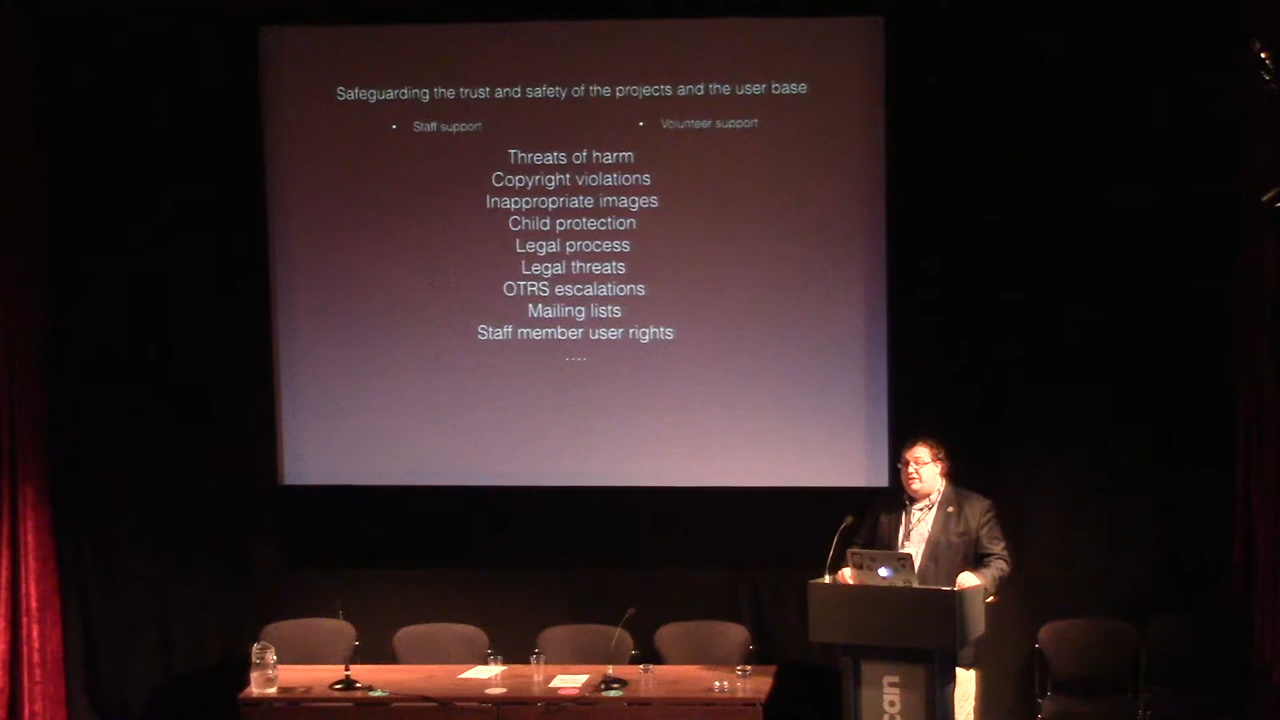 Safeguarding the trust and safety of the projects and the user base
• Staff support
• Volunteer support
Threats of harm
Copyright violations
Inappropriate images
Child protection
Legal process
Legal threats
OTRS escalations
Mailing lists
Staff member user rights
....
can